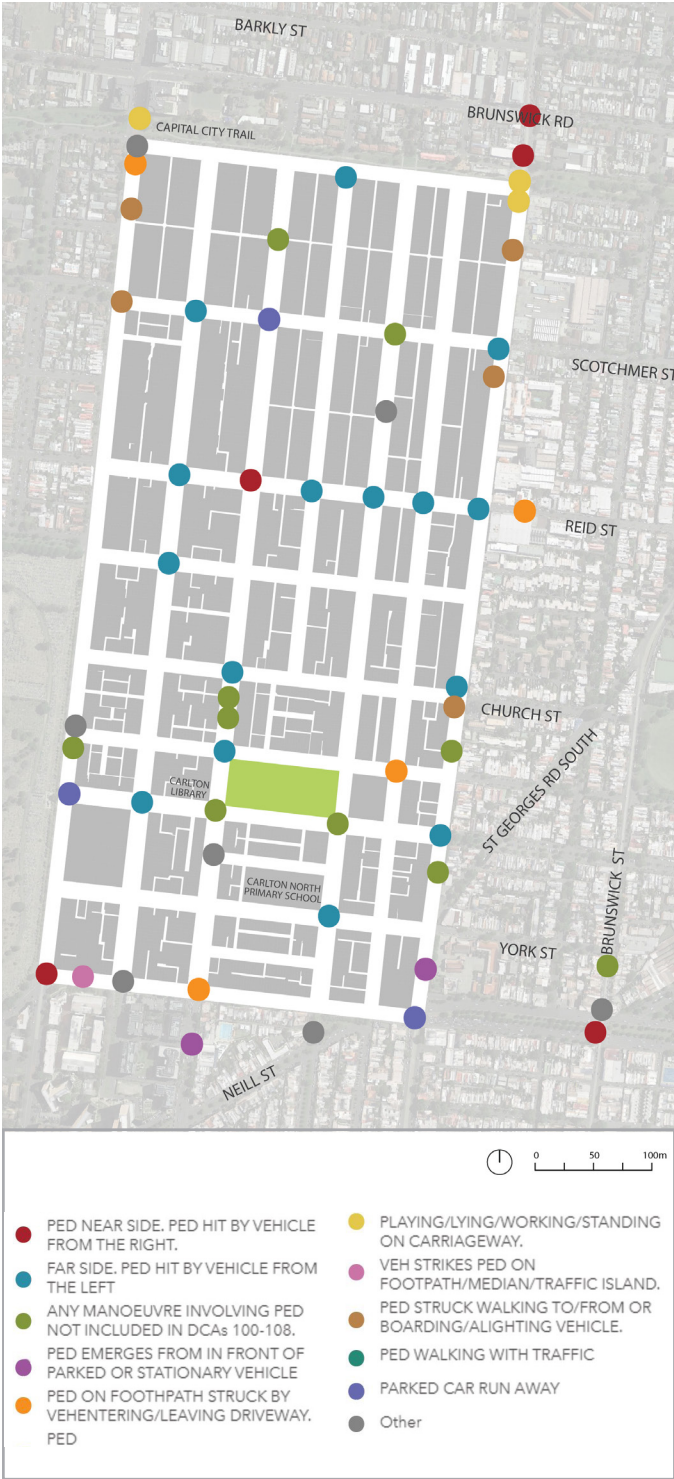 BARKLY ST
BRUNSWICK RD
CAPITAL CITY TRAIL
SCOTCHMER ST
REID ST
CHURCH ST
ST GEORGES RD SOUTH
CARLTON
LIBRARY
CARLTON NORTH
PRIMARY SCHOOL
BRUNSWICK ST
YORK ST
NEILL ST
0 50 100m
PED NEAR SIDE. PED HIT BY VEHICLE
FROM THE RIGHT.
FAR SIDE. PED HIT BY VEHICLE FROM
THE LEFT
ANY MANOEUVRE INVOLVING PED
NOT INCLUDED IN DCAs 100-108.
PED EMERGES FROM IN FRONT OF
PARKED OR STATIONARY VEHICLE
PED ON FOOTHPATH STRUCK BY
VEHENTERING/LEAVING DRIVEWAY.
PED
PLAYING/LYING/WORKING/STANDING
ON CARRIAGEWAY.
VEH STRIKES PED ON
FOOTPATH/MEDIAN/TRAFFIC ISLAND.
PED STRUCK WALKING TO/FROM OR
BOARDING/ALIGHTING VEHICLE.
PED WALKING WITH TRAFFIC
PARKED CAR RUN AWAY
Other